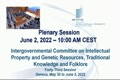 Plenary Session
June 2, 2022 – 10:00 AM CEST
Intergovernmental Committee on Intellectual
Property and Genetic Resources, Traditional
Knowledge and Folklore
Forty-Third Session
Geneva, May 30 to June 3, 2022